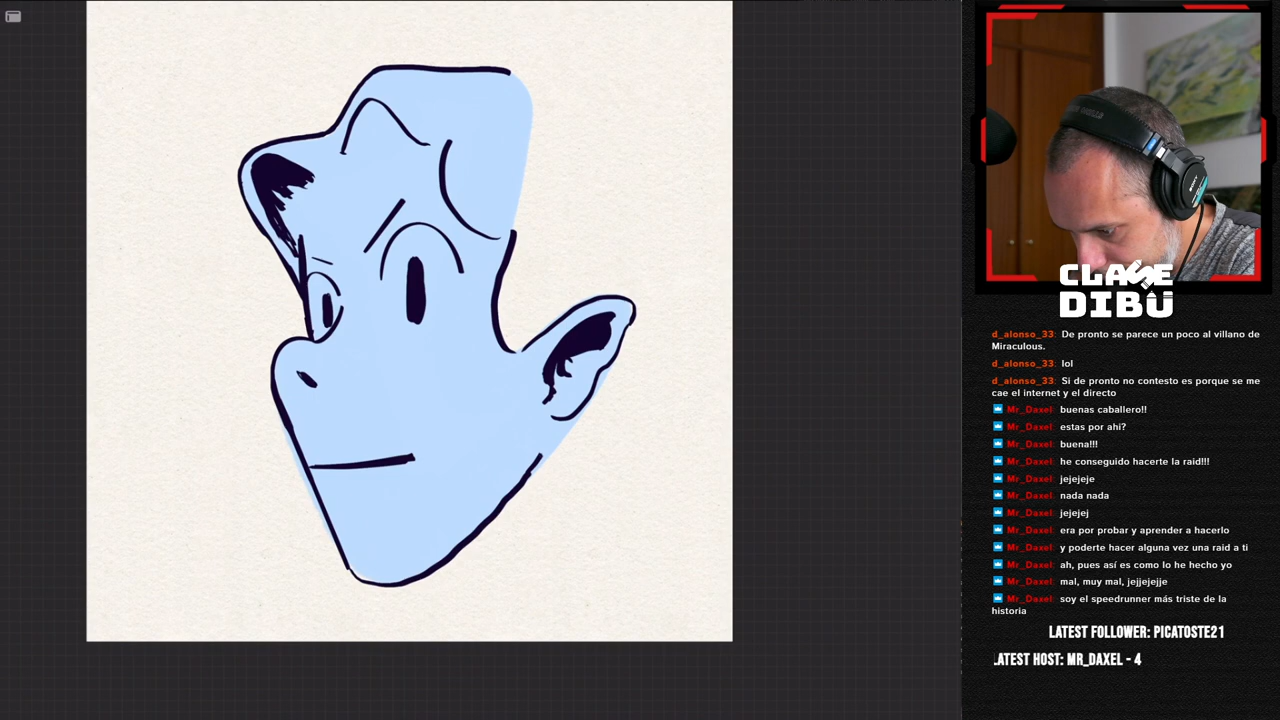 CLASE
DIBU
d_alonso_33: De pronto se parece un poco al villano de
Miraculous.
d_alonso_33: lol
d_alonso_33: Si de pronto no contesto es porque se me
cae el internet y el directo
Mr_Daxel: buenas caballero!!
Mr_Daxel: estas por ahí?
Mr_Daxel: buena!!!
Mr_Daxel: he conseguido hacerte la raid!!!
Mr_Daxel: jejejeje
Mr_Daxel: nada nada
Mr_Daxel: jejejej
Mr_Daxel: era por probar y aprender a hacerlo
Mr_Daxel: y poderte hacer alguna vez una raid a ti
Mr_Daxel: ah, pues así es como lo he hecho yo
Mr_Daxel: mal, muy mal, jejjejejje
Mr_Daxel: soy el speedrunner más triste de la
historia
LATEST FOLLOWER: PICATOSTE21
LATEST HOST: MR_DAXEL - 4